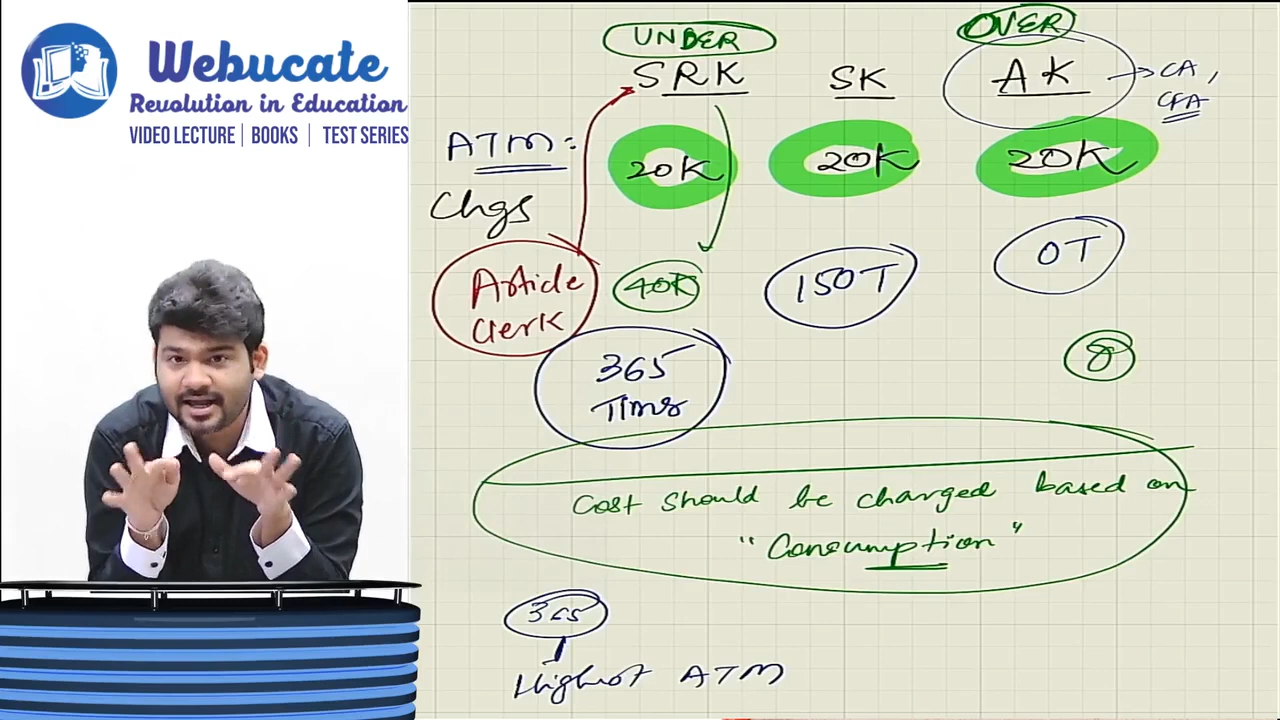 Webucate
Revolution in Education
VIDEO LECTURE | BOOKS | TEST SERIES
UNDER OVER
SRK SK AK → CA,
CFA
ATM: 20K 20K 20K
Chgs
Article 40K 150T 0T
Clerk
365
Times
8
Cost should be charged based on
"Consumption"
365
Highest ATM